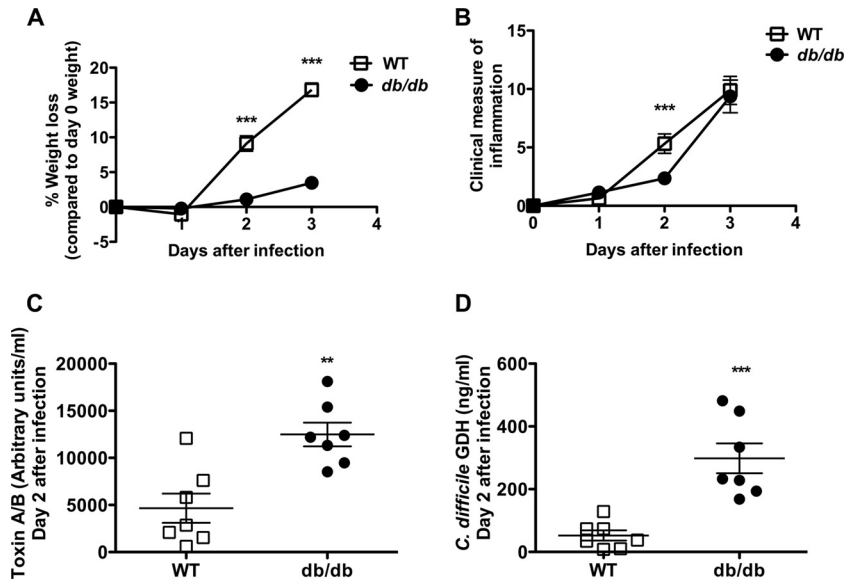 A
% Weight loss
(compared to day 0 weight)
20
15
10
5
0
-5
***
***
1
2
3
4
Days after infection
WT
db/db
B
Clinical measure of
inflammation
15
10
5
0
***
0
1
2
3
4
Days after infection
WT
db/db
C
Toxin A/B (Arbitrary units/ml)
Day 2 after infection
20000
15000
10000
5000
0
**
WT
db/db
D
C. difficile GDH (ng/ml)
Day 2 after infection
600
400
200
0
***
WT
db/db